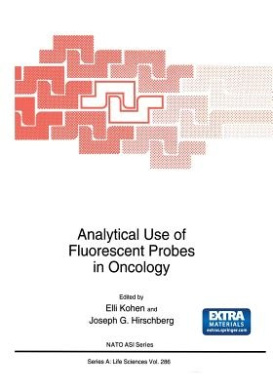 Analytical Use of
Fluorescent Probes
in Oncology
Edited by
Elli Kohen and
Joseph G. Hirschberg
EXTRA
MATERIALS
extras.springer.com
NATO ASI Series
Series A: Life Sciences Vol. 286